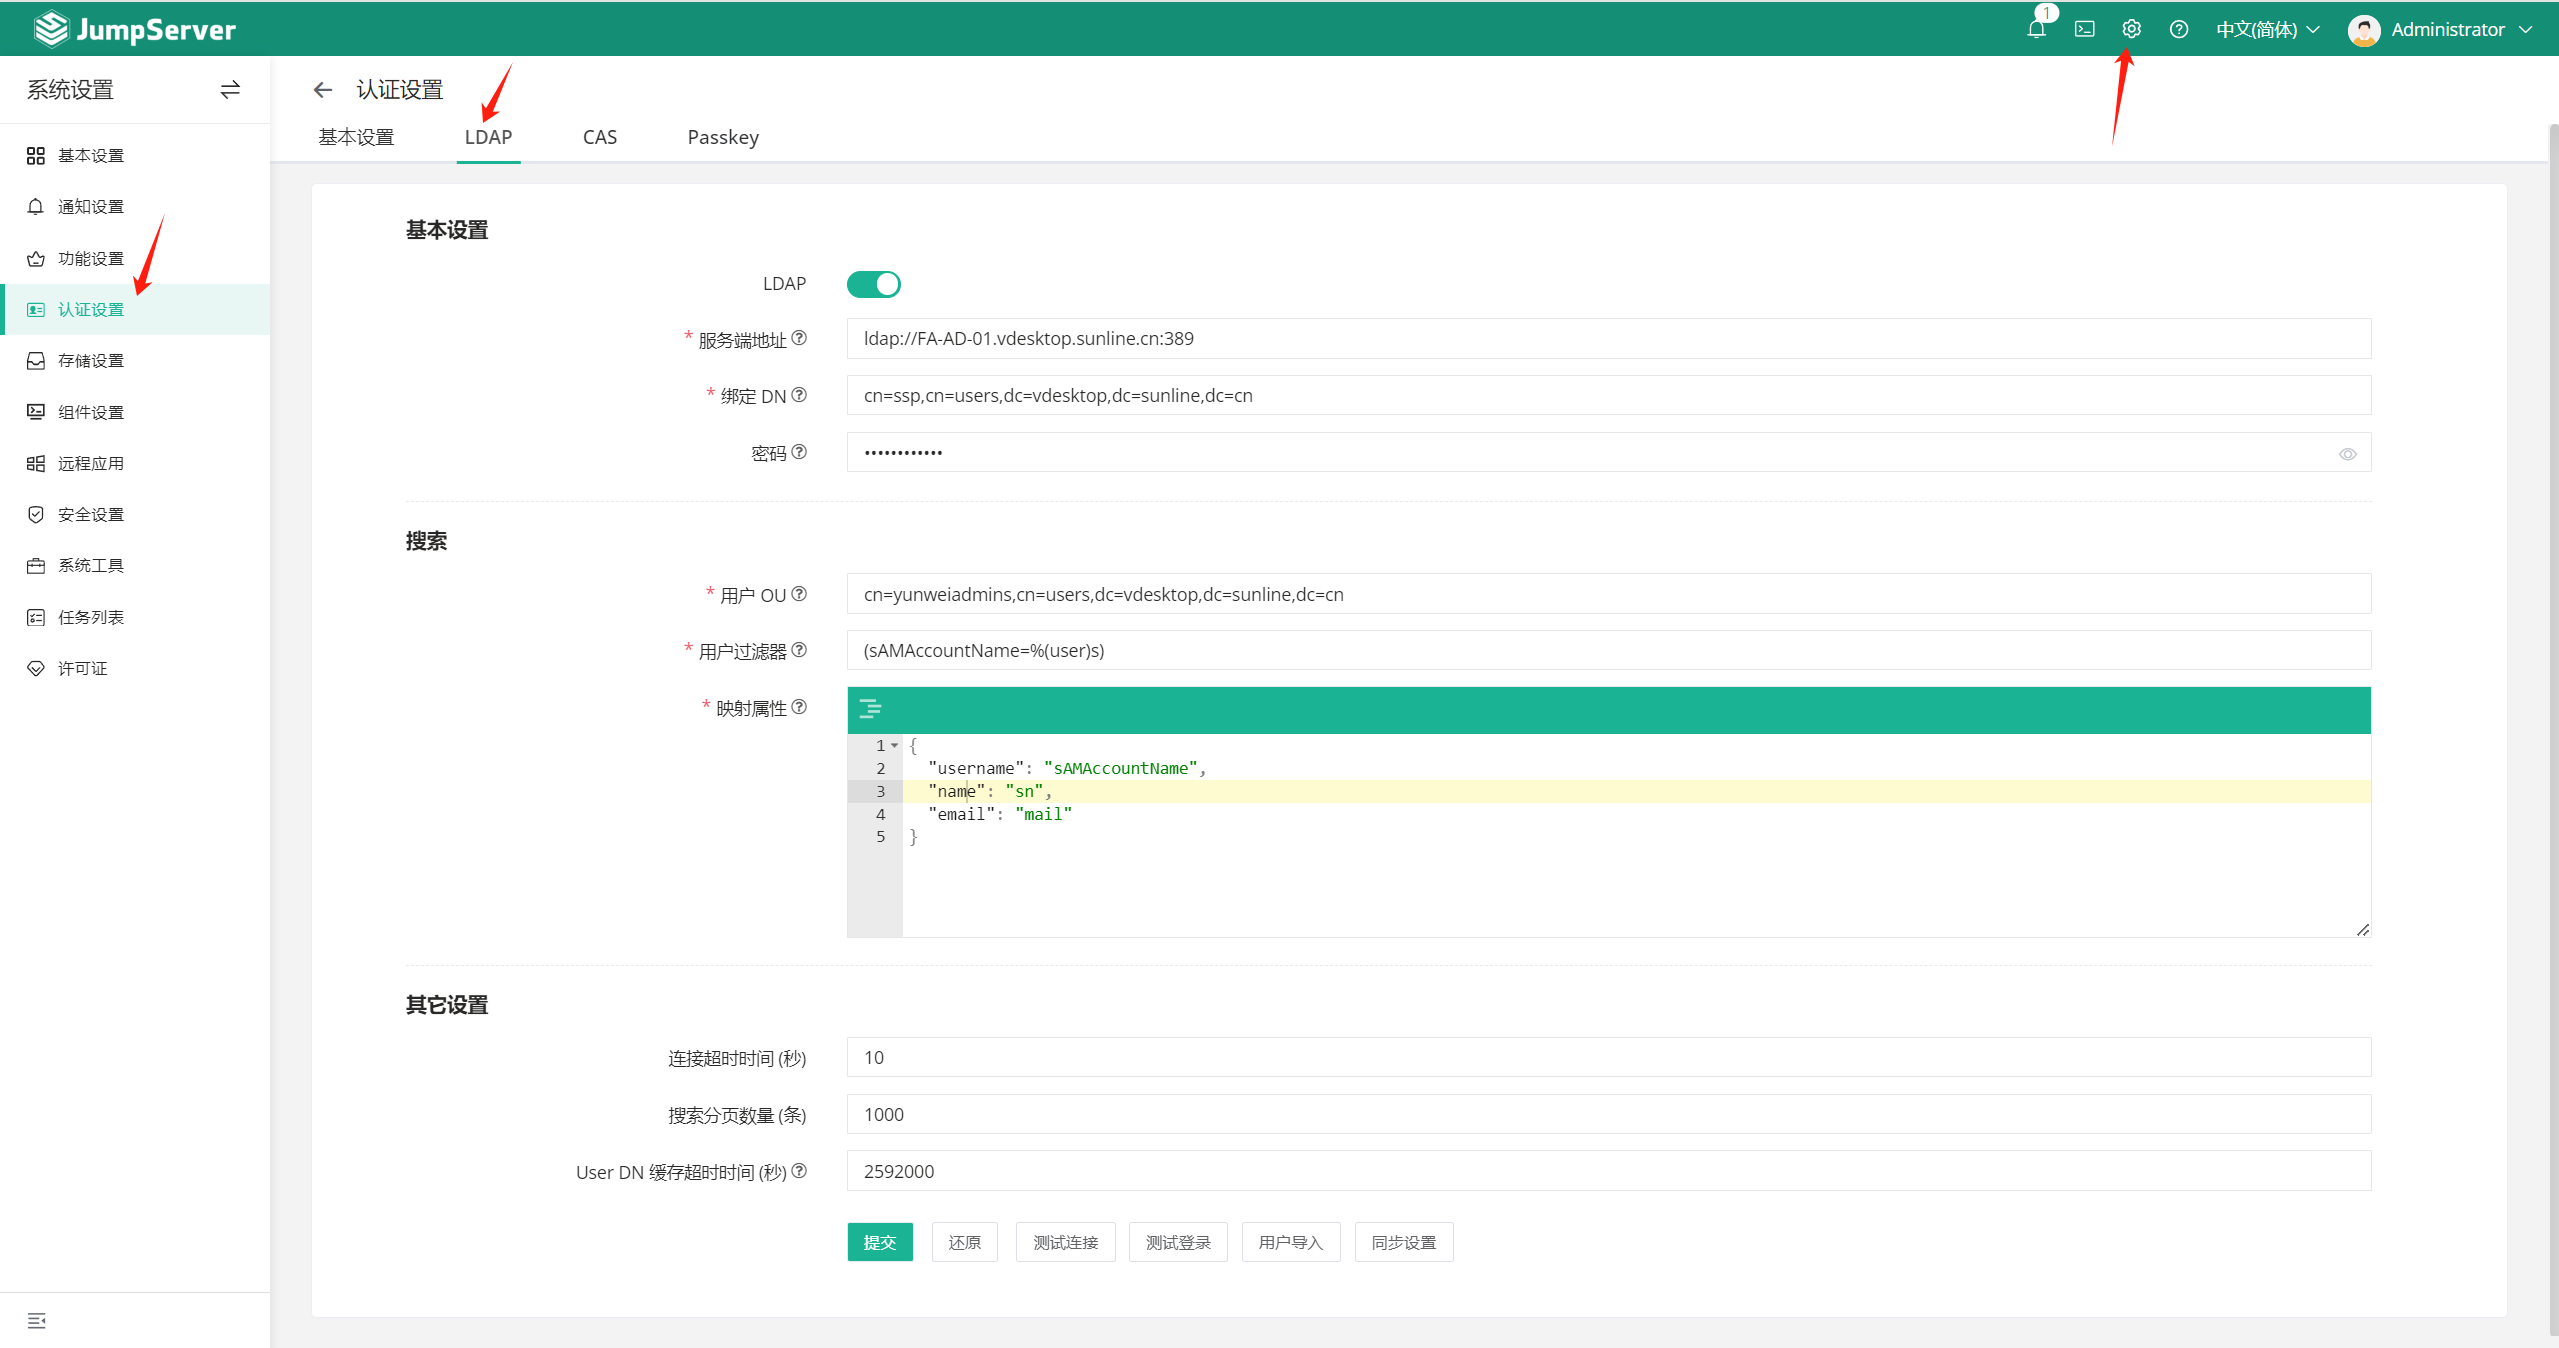 JumpServer
1
中文(简体)
Administrator
系统设置
基本设置
通知设置
功能设置
认证设置
存储设置
组件设置
远程应用
安全设置
系统工具
任务列表
许可证
认证设置
基本设置 LDAP CAS Passkey
基本设置
LDAP
* 服务端地址 ldap://FA-AD-01.vdesktop.sunline.cn:389
* 绑定 DN cn=ssp,cn=users,dc=vdesktop,dc=sunline,dc=cn
密码 ••••••••••••
搜索
* 用户 OU cn=yunweiadmins,cn=users,dc=vdesktop,dc=sunline,dc=cn
* 用户过滤器 (sAMAccountName=%(user)s)
* 映射属性
1 {
2 "username": "sAMAccountName",
3 "name": "sn",
4 "email": "mail"
5 }
其它设置
连接超时时间 (秒) 10
搜索分页数量 (条) 1000
User DN 缓存超时时间 (秒) 2592000
提交 还原 测试连接 测试登录 用户导入 同步设置